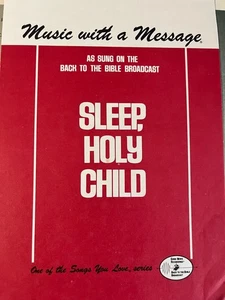 Music with a Message
AS SUNG ON THE
BACK TO THE BIBLE BROADCAST
SLEEP,
HOLY
CHILD
One of the Songs You Love, series